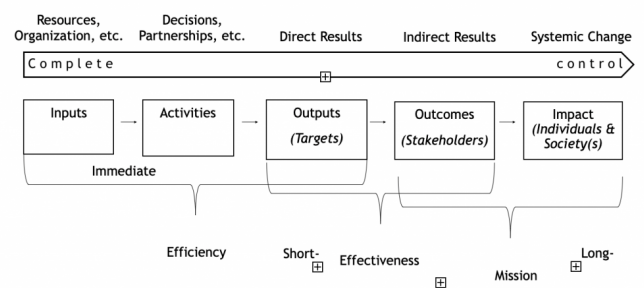 Resources,
Organization, etc.
Decisions,
Partnerships, etc.
Direct Results
Indirect Results
Systemic Change
Complete control
Inputs
Activities
Outputs
(Targets)
Outcomes
(Stakeholders)
Impact
(Individuals &
Society(s)
Immediate
Efficiency
Short-
Effectiveness
Mission
Long-